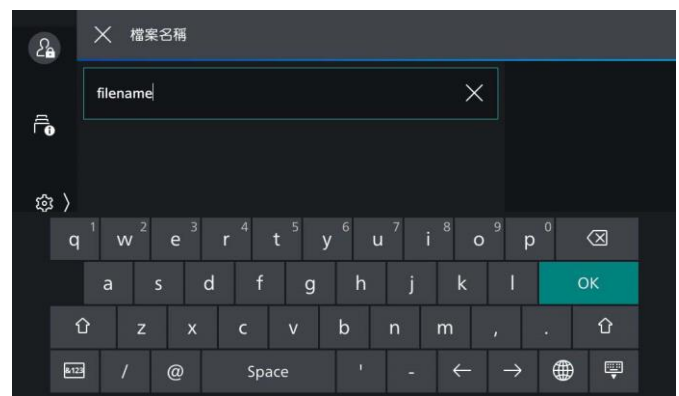 檔案名稱
filename
q 1 w 2 e 3 r 4 t 5 y 6 u 7 i 8 o 9 p 0
a s d f g h j k l OK
z x c v b n m , .
&123 / @ Space ' -